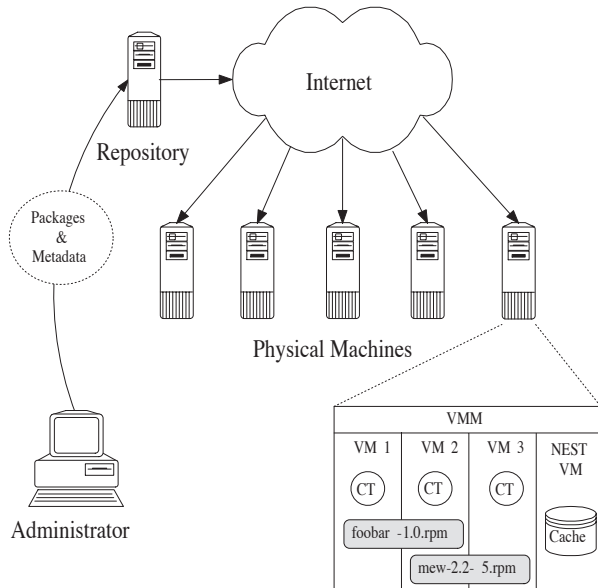 Internet
Repository
Packages
&
Metadata
Physical Machines
Administrator
VMM
VM 1 VM 2 VM 3 NEST
VM
CT CT CT
foobar -1.0.rpm
Cache
mew-2.2- 5.rpm